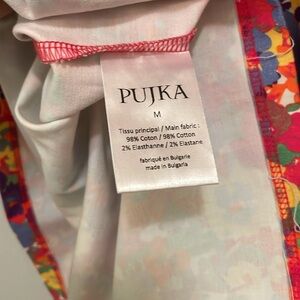 PUJKA
M
Tissu principal / Main fabric :
98% Coton / 98% Cotton
2% Elasthanne / 2% Elastane
fabriqué en Bulgarie
made in Bulgaria